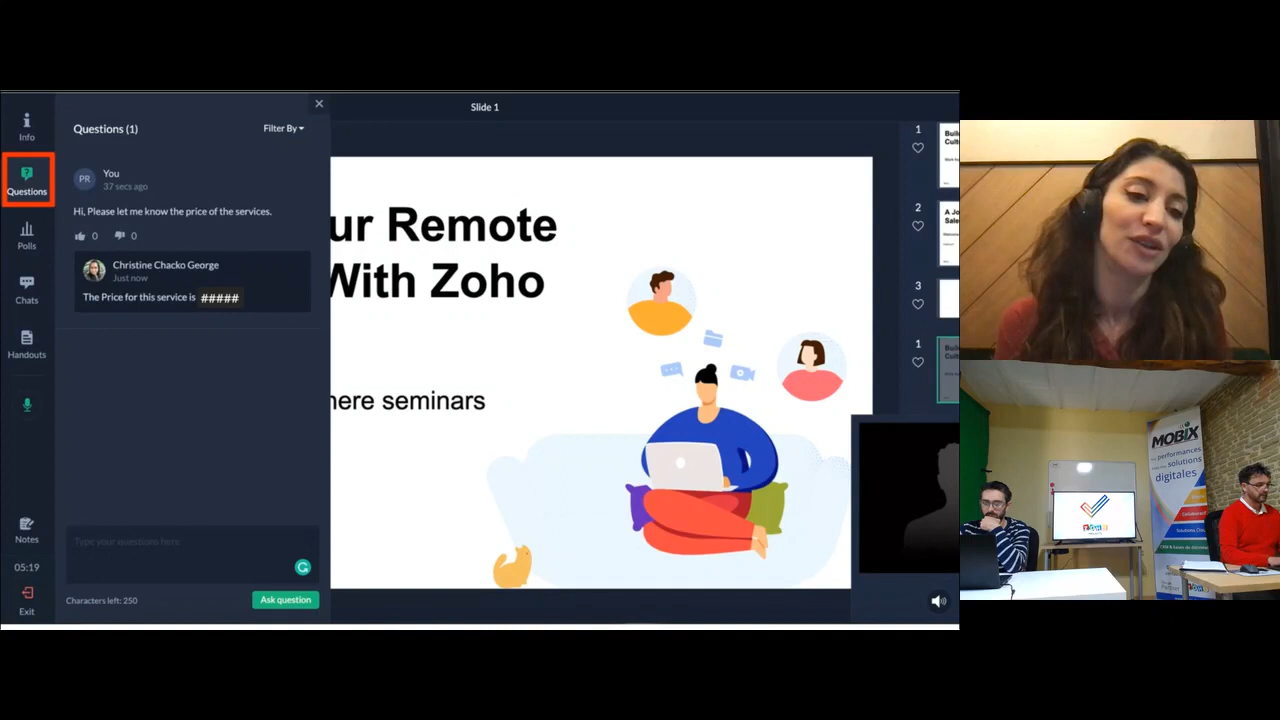 Info
Questions
Polls
Chats
Handouts
Notes
05:19
Exit
Questions (1)
Filter By
PR
You
37 secs ago
Hi, Please let me know the price of the services.
0 0
Christine Chacko George
Just now
The Price for this service is #####
Type your questions here
Characters left: 250
Ask question
Slide 1
ur Remote
With Zoho
here seminars
1
2
3
1
MOBIX
performances
solutions
digitales